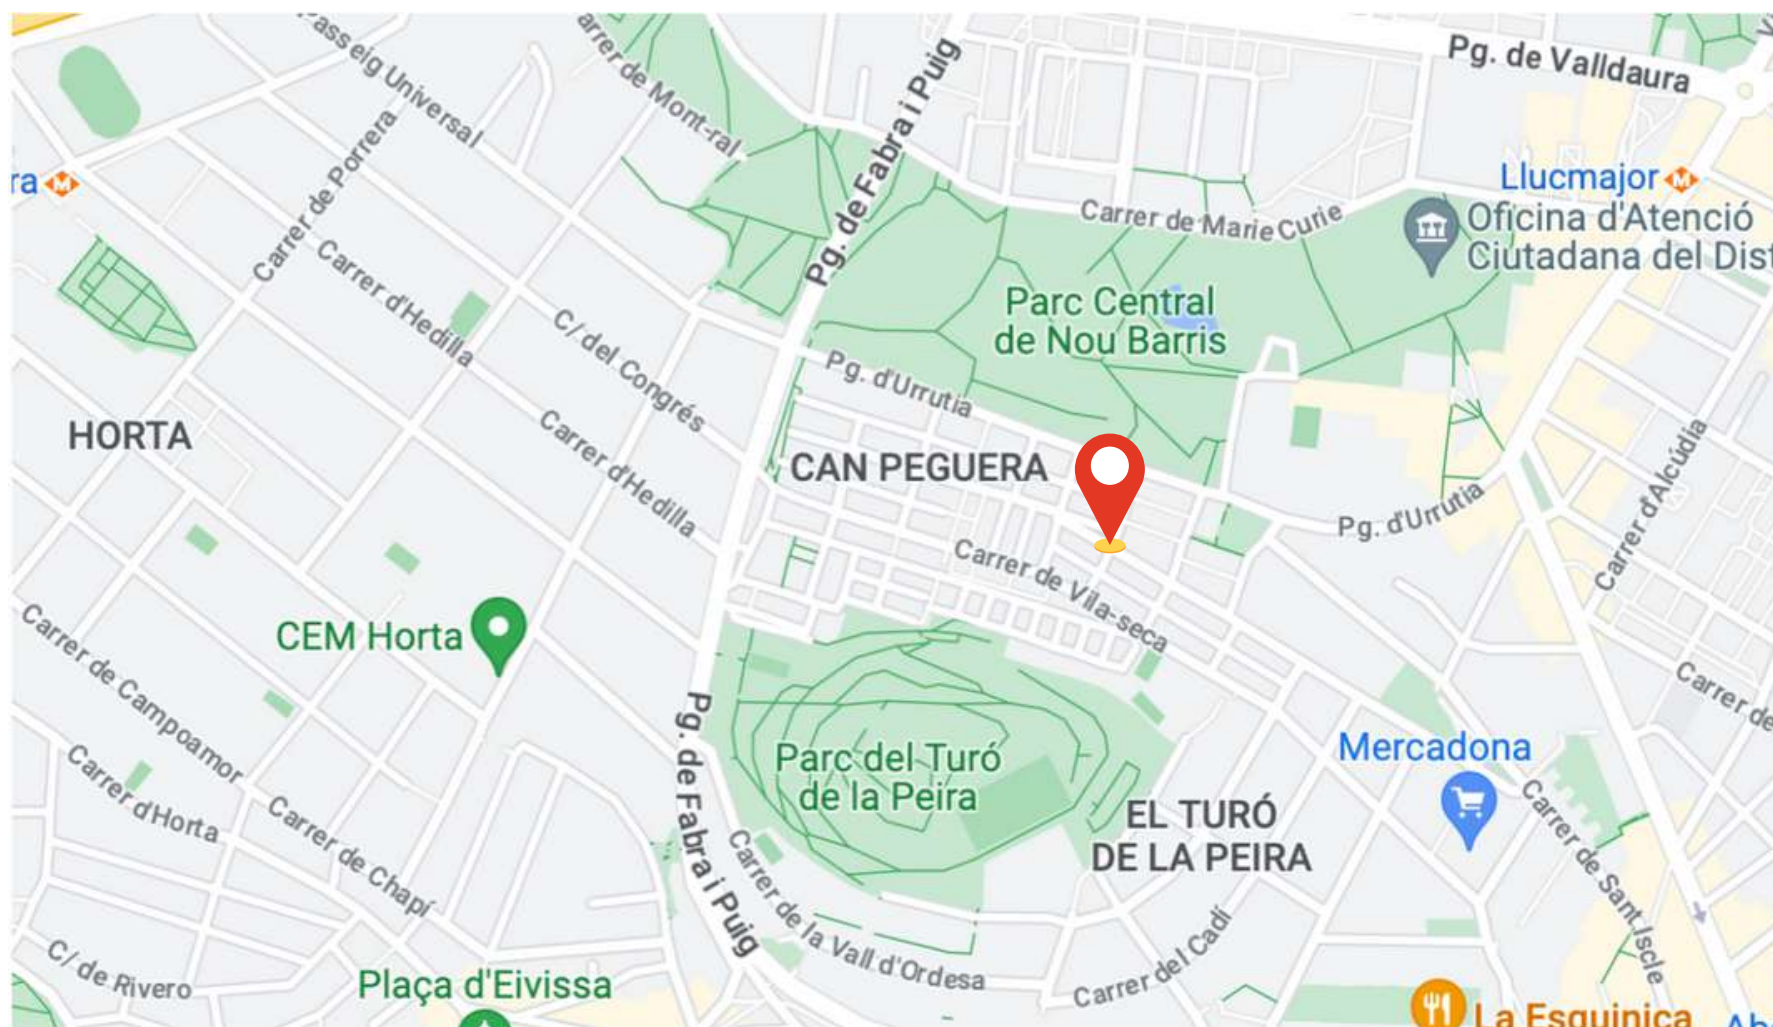 Passeig Universal
Carrer de Mont-ral
Pg. de Fabra i Puig
Pg. de Valldaura
Carrer de Porrera
ra
Llucmajor
Oficina d'Atenció
Ciutadana del Dist
Carrer de Marie Curie
Carrer d'Hedilla
Parc Central
de Nou Barris
C/ del Congrés
Pg. d'Urrutia
HORTA
Carrer d'Hedilla
CAN PEGUERA
Carrer d'Alcúdia
Pg. d'Urrutia
Carrer de Vila-seca
CEM Horta
Carrer de Campoamor
Carrer de
Pg. de Fabra i Puig
Parc del Turó
de la Peira
Mercadona
Carrer d'Horta
Carrer de Chapí
EL TURÓ
DE LA PEIRA
Carrer de Sant Iscle
Carrer de la Vall d'Ordesa
Carrer del Cadí
C/ de Rivero
Plaça d'Eivissa
La Esquinica